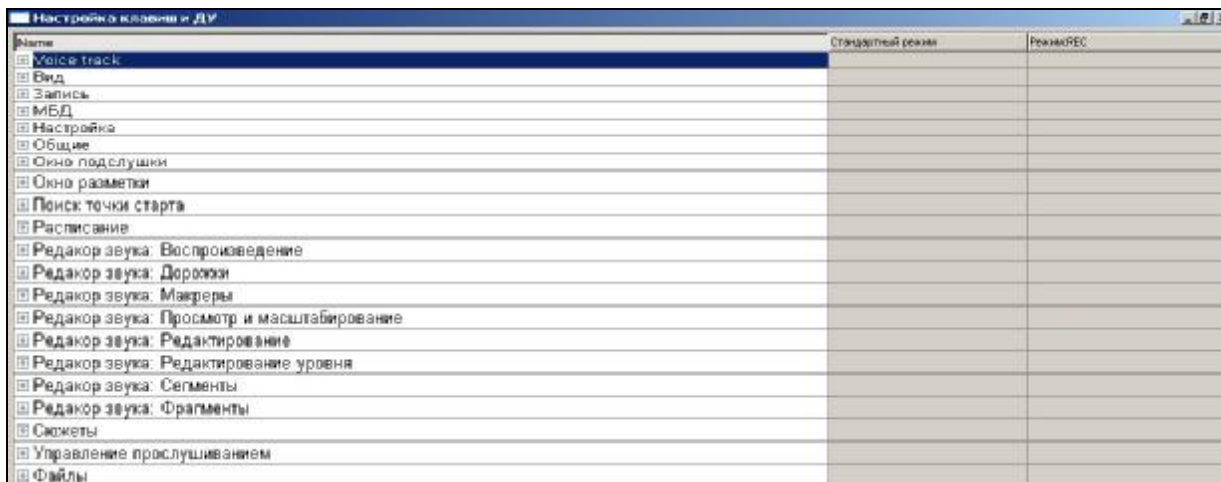 Настройка клавиш и ДУ
Name Стандартный режим Режим REC
Voice track
Вид
Запись
МБД
Настройка
Общие
Окно подслушки
Окно разметки
Поиск точки старта
Расписание
Редакор звука: Воспроизведение
Редакор звука: Дорожки
Редакор звука: Макреры
Редакор звука: Просмотр и масштабирование
Редакор звука: Редактирование
Редакор звука: Редактирование уровня
Редакор звука: Сегменты
Редакор звука: Фрагменты
Сюжеты
Управление прослушиванием
Файлы